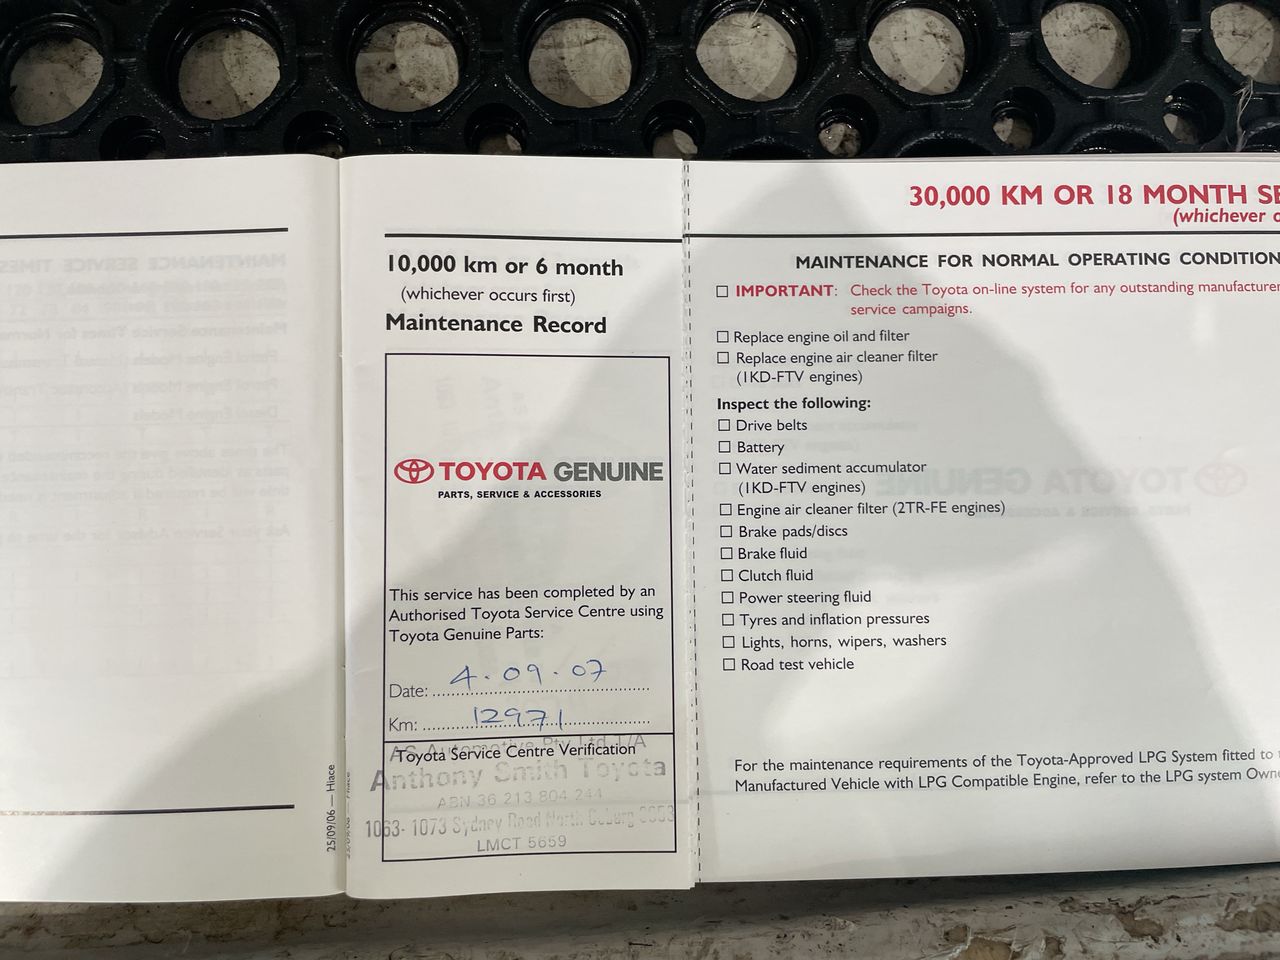 10,000 km or 6 month
(whichever occurs first)
Maintenance Record
TOYOTA GENUINE
PARTS, SERVICE & ACCESSORIES
This service has been completed by an
Authorised Toyota Service Centre using
Toyota Genuine Parts:
Date: 4.09.07
Km: 12971
Toyota Service Centre Verification
AS Automotive Pty Ltd T/A
Anthony Smith Toyota
ABN 36 213 804 244
1063-1073 Sydney Road North Coburg
LMCT 5659
25/09/06 — Hiace
30,000 KM OR 18 MONTH
(whichever
MAINTENANCE FOR NORMAL OPERATING CONDITION
IMPORTANT: Check the Toyota on-line system for any outstanding manufacturer
service campaigns.
Replace engine oil and filter
Replace engine air cleaner filter
(1KD-FTV engines)
Inspect the following:
Drive belts
Battery
Water sediment accumulator
(1KD-FTV engines)
Engine air cleaner filter (2TR-FE engines)
Brake pads/discs
Brake fluid
Clutch fluid
Power steering fluid
Tyres and inflation pressures
Lights, horns, wipers, washers
Road test vehicle
For the maintenance requirements of the Toyota-Approved LPG System fitted to
Manufactured Vehicle with LPG Compatible Engine, refer to the LPG system